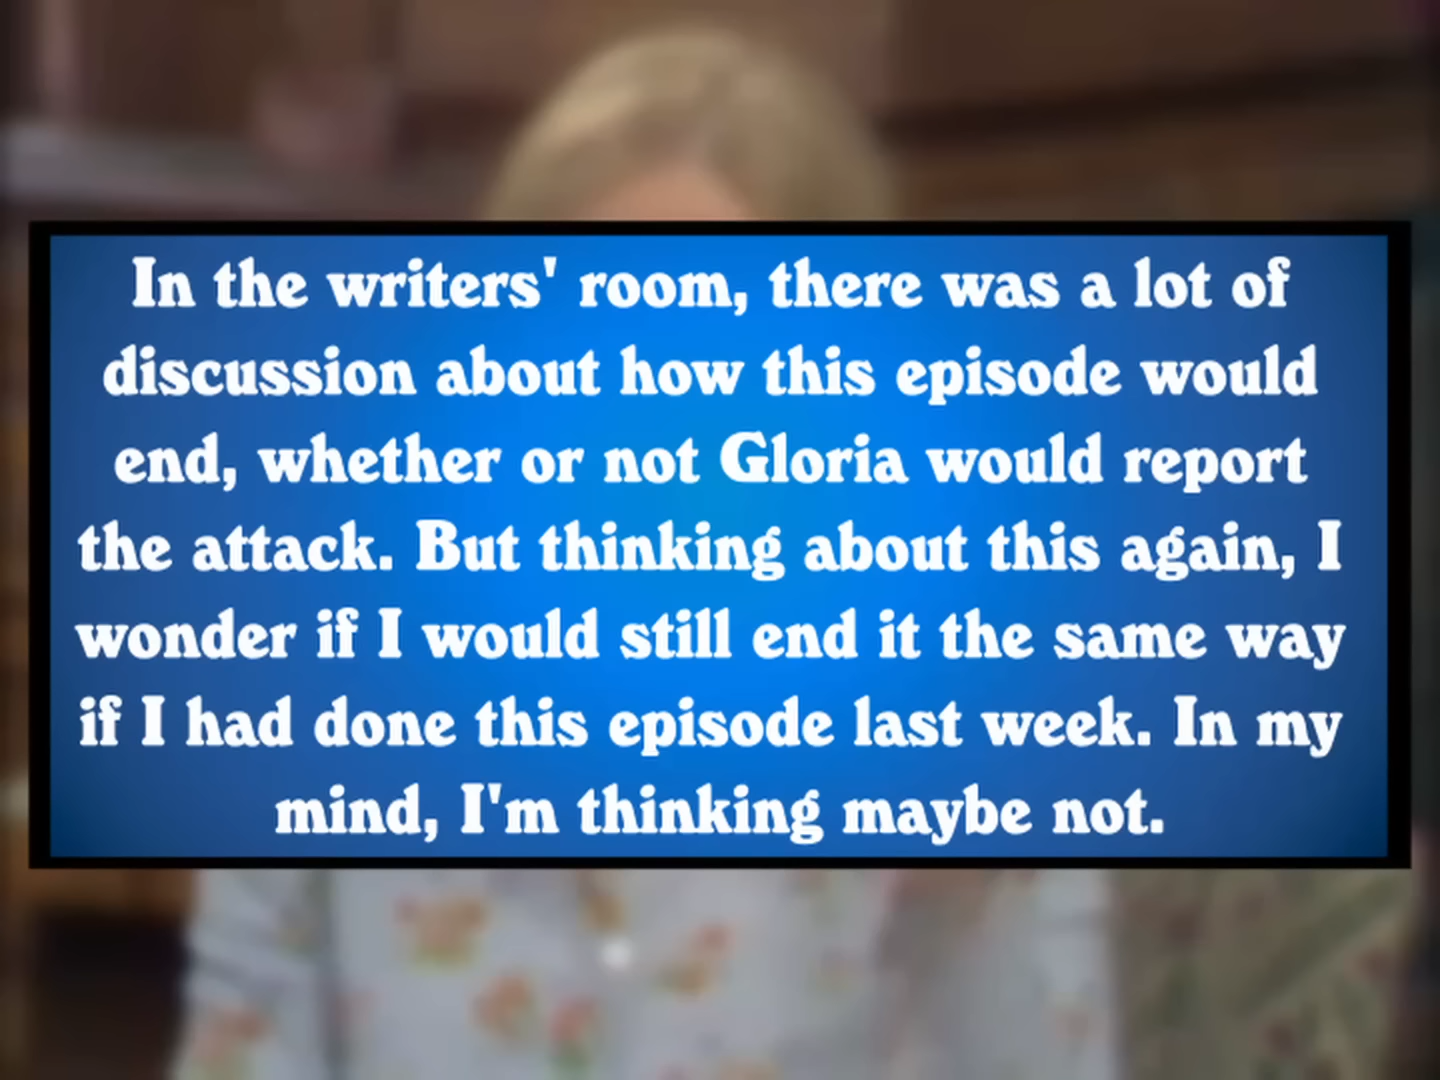 In the writers' room, there was a lot of
discussion about how this episode would
end, whether or not Gloria would report
the attack. But thinking about this again, I
wonder if I would still end it the same way
if I had done this episode last week. In my
mind, I'm thinking maybe not.